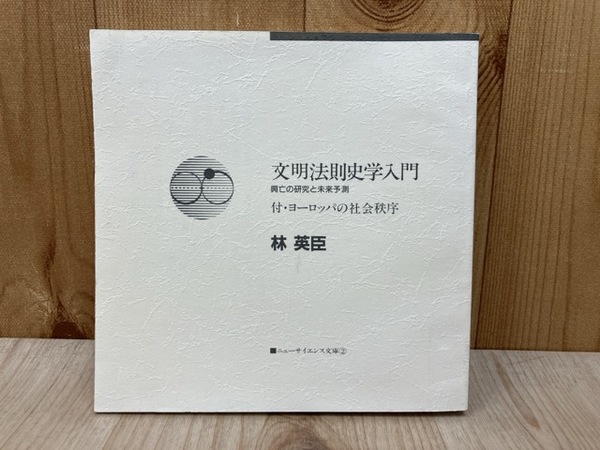 文明法則史学入門
興亡の研究と未来予測
付・ヨーロッパの社会秩序
林 英臣
■ニューサイエンス文庫②